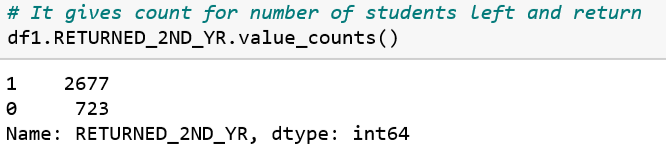 # It gives count for number of students left and return
df1.RETURNED_2ND_YR.value_counts()
1    2677
0     723
Name: RETURNED_2ND_YR, dtype: int64